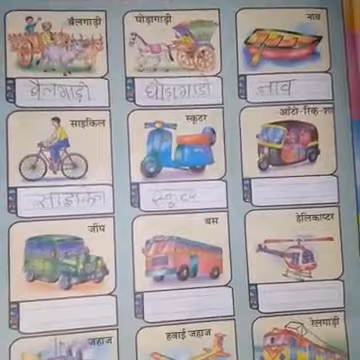 बैलगाड़ी घोड़ागाड़ी नाव
बैलगाड़ी घोड़ागाड़ी नाव
साइकिल स्कूटर ऑटो-रिक्-शा
साइकिल स्कूटर
जीप बस हेलिकाप्टर
जहाज हवाई जहाज रेलगाड़ी